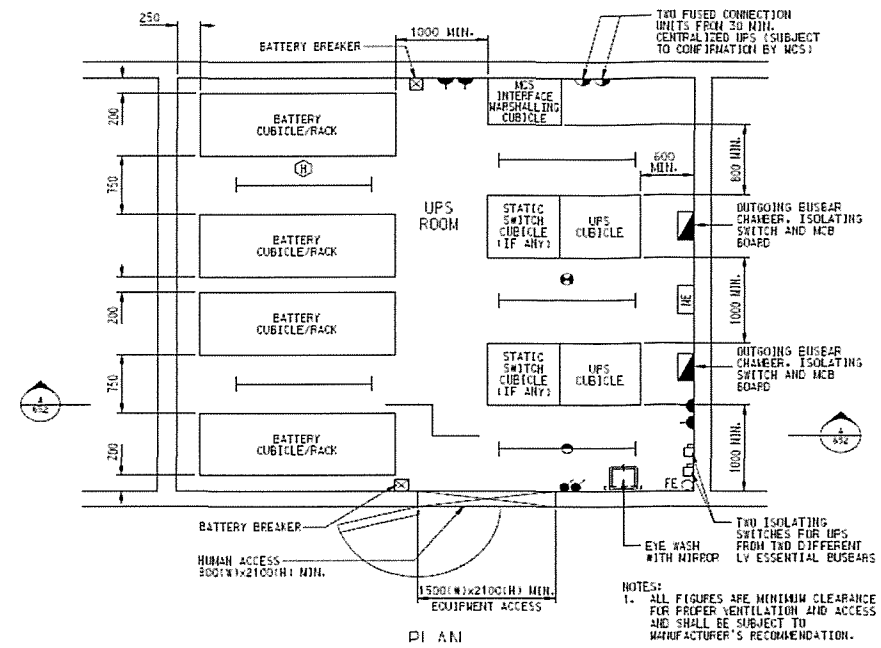 250
1000 MIN.
BATTERY BREAKER
TWO FUSED CONNECTION
UNITS FROM 30 MIN.
CENTRALIZED UPS (SUBJECT
TO CONFIRMATION BY MCS)
200
BATTERY
CUBICLE/RACK
MCS
INTERFACE
MARSHALLING
CUBICLE
H
600
MIN.
800 MIN.
750
UPS
ROOM
STATIC
SWITCH
CUBICLE
(IF ANY)
UPS
CUBICLE
OUTGOING BUSBAR
CHAMBER, ISOLATING
SWITCH AND MCB
BOARD
BATTERY
CUBICLE/RACK
200
BATTERY
CUBICLE/RACK
NE
1000 MIN.
STATIC
SWITCH
CUBICLE
(IF ANY)
UPS
CUBICLE
OUTGOING BUSBAR
CHAMBER, ISOLATING
SWITCH AND MCB
BOARD
750
A
692
A
692
BATTERY
CUBICLE/RACK
200
1000 MIN.
FE
BATTERY BREAKER
HUMAN ACCESS
900(W)x2100(H) MIN.
1500(W)x2100(H) MIN.
EQUIPMENT ACCESS
EYE WASH
WITH MIRROR
TWO ISOLATING
SWITCHES FOR UPS
FROM TWO DIFFERENT
LV ESSENTIAL BUSBARS
NOTES:
1. ALL FIGURES ARE MINIMUM CLEARANCE
FOR PROPER VENTILATION AND ACCESS
AND SHALL BE SUBJECT TO
MANUFACTURER'S RECOMMENDATION.
PLAN